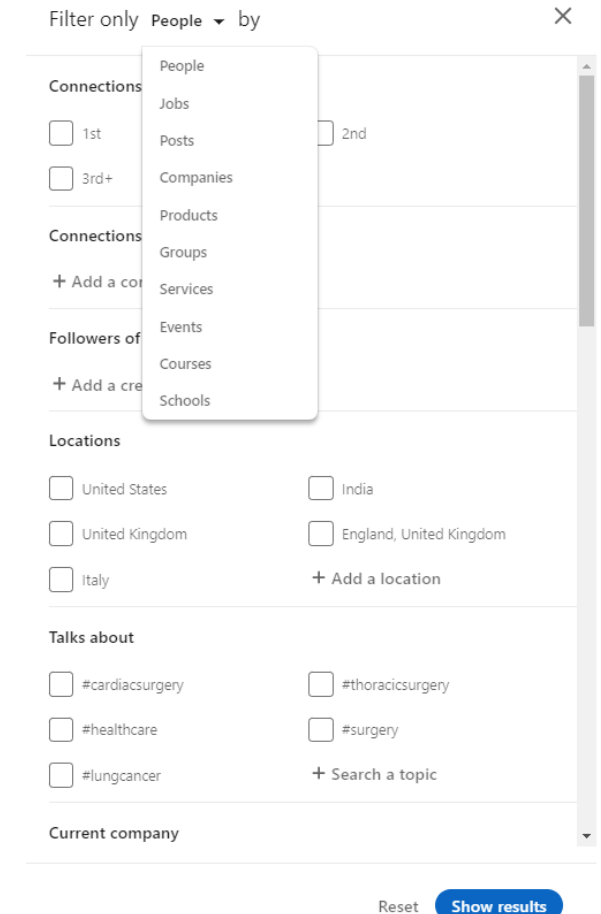 Filter only People by
People
Jobs
Posts
Companies
Products
Groups
Services
Events
Courses
Schools
Connections
1st 2nd
3rd+
Connections
+ Add a
Followers of
+ Add a
Locations
United States India
United Kingdom England, United Kingdom
Italy + Add a location
Talks about
#cardiacsurgery #thoracicsurgery
#healthcare #surgery
#lungcancer + Search a topic
Current company
Reset Show results